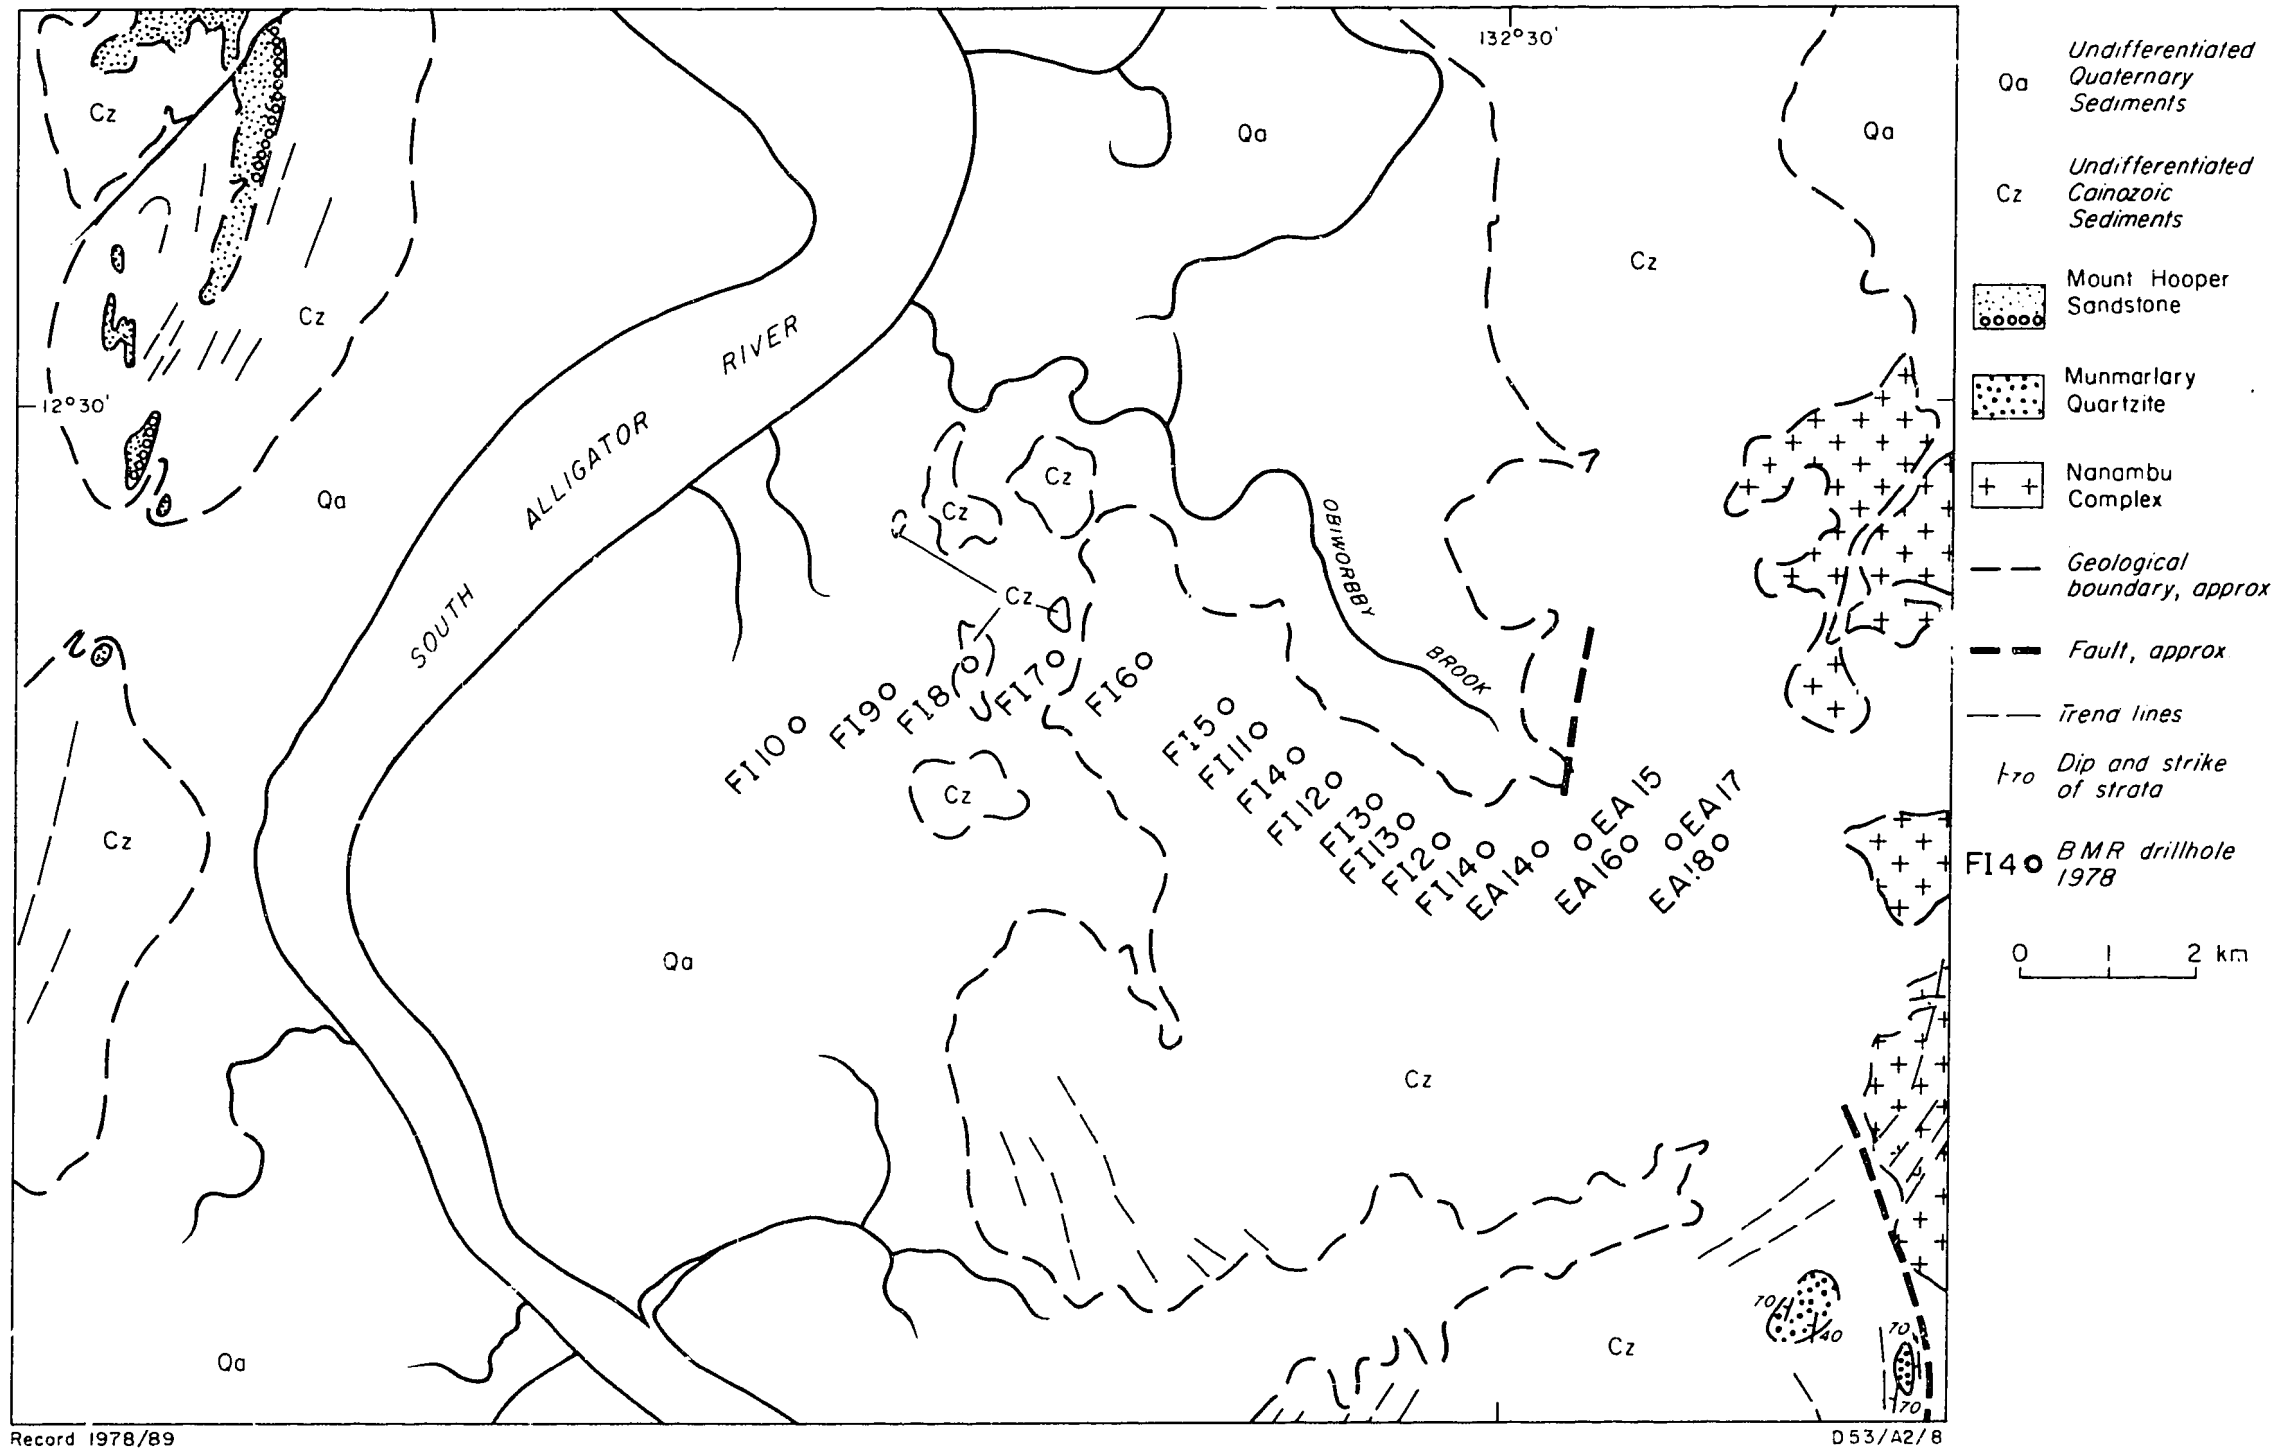 132°30'
Qa
Undifferentiated
Quaternary
Sediments
Cz
Undifferentiated
Cainozoic
Sediments
Mount Hooper
Sandstone
Munmarlary
Quartzite
Nanambu
Complex
Geological
boundary, approx
Fault, approx
Trend lines
70
Dip and strike
of strata
FI4
BMR drillhole
1978
0 1 2 km
Cz
Qa
Qa
Cz
Cz
12°30'
Qa
SOUTH ALLIGATOR RIVER
Cz
Cz
Cz
OBIWORBBY BROOK
FI10
FI9
FI8
FI7
FI6
FI5
FI11
FI4
FI12
FI3
FI13
FI2
FI14
EA14
EA15
EA16
EA17
EA18
Cz
Cz
Qa
Cz
70
40
70
70
Cz
Qa
Record 1978/89
D53/A2/8